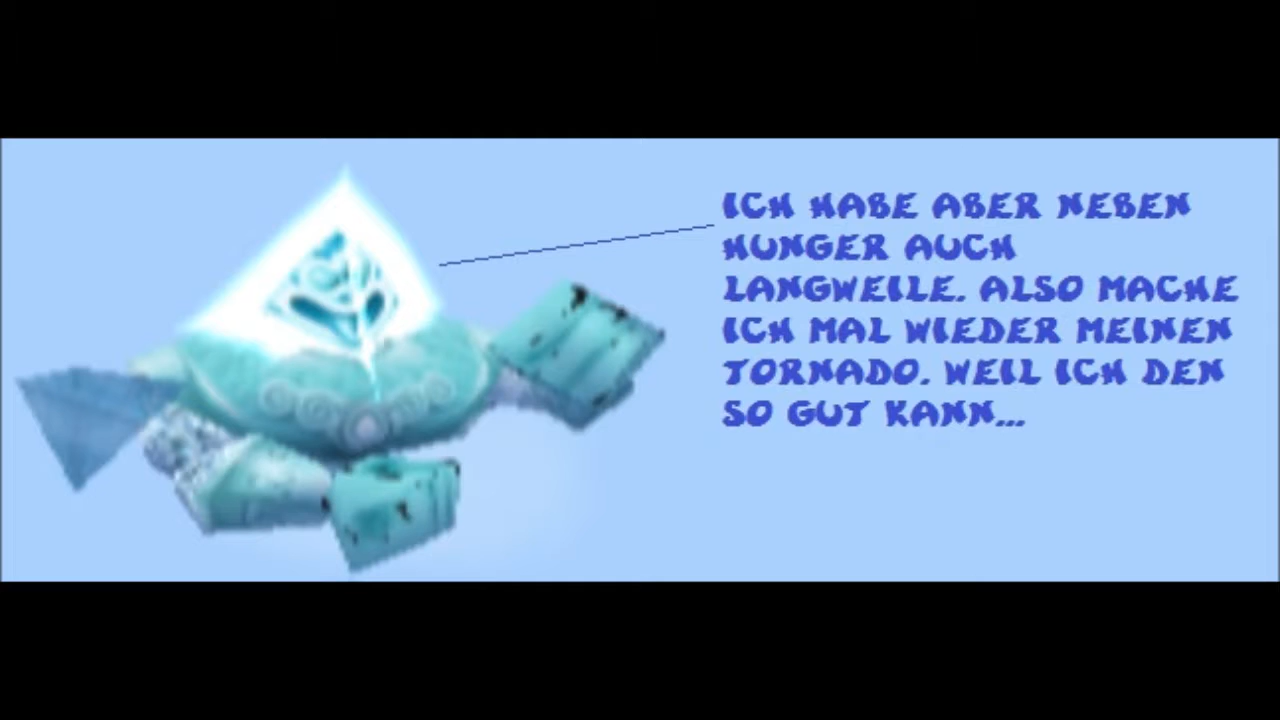 ICH HABE ABER NEBEN
HUNGER AUCH
LANGWEILE. ALSO MACHE
ICH MAL WIEDER MEINEN
TORNADO. WEIL ICH DEN
SO GUT KANN...